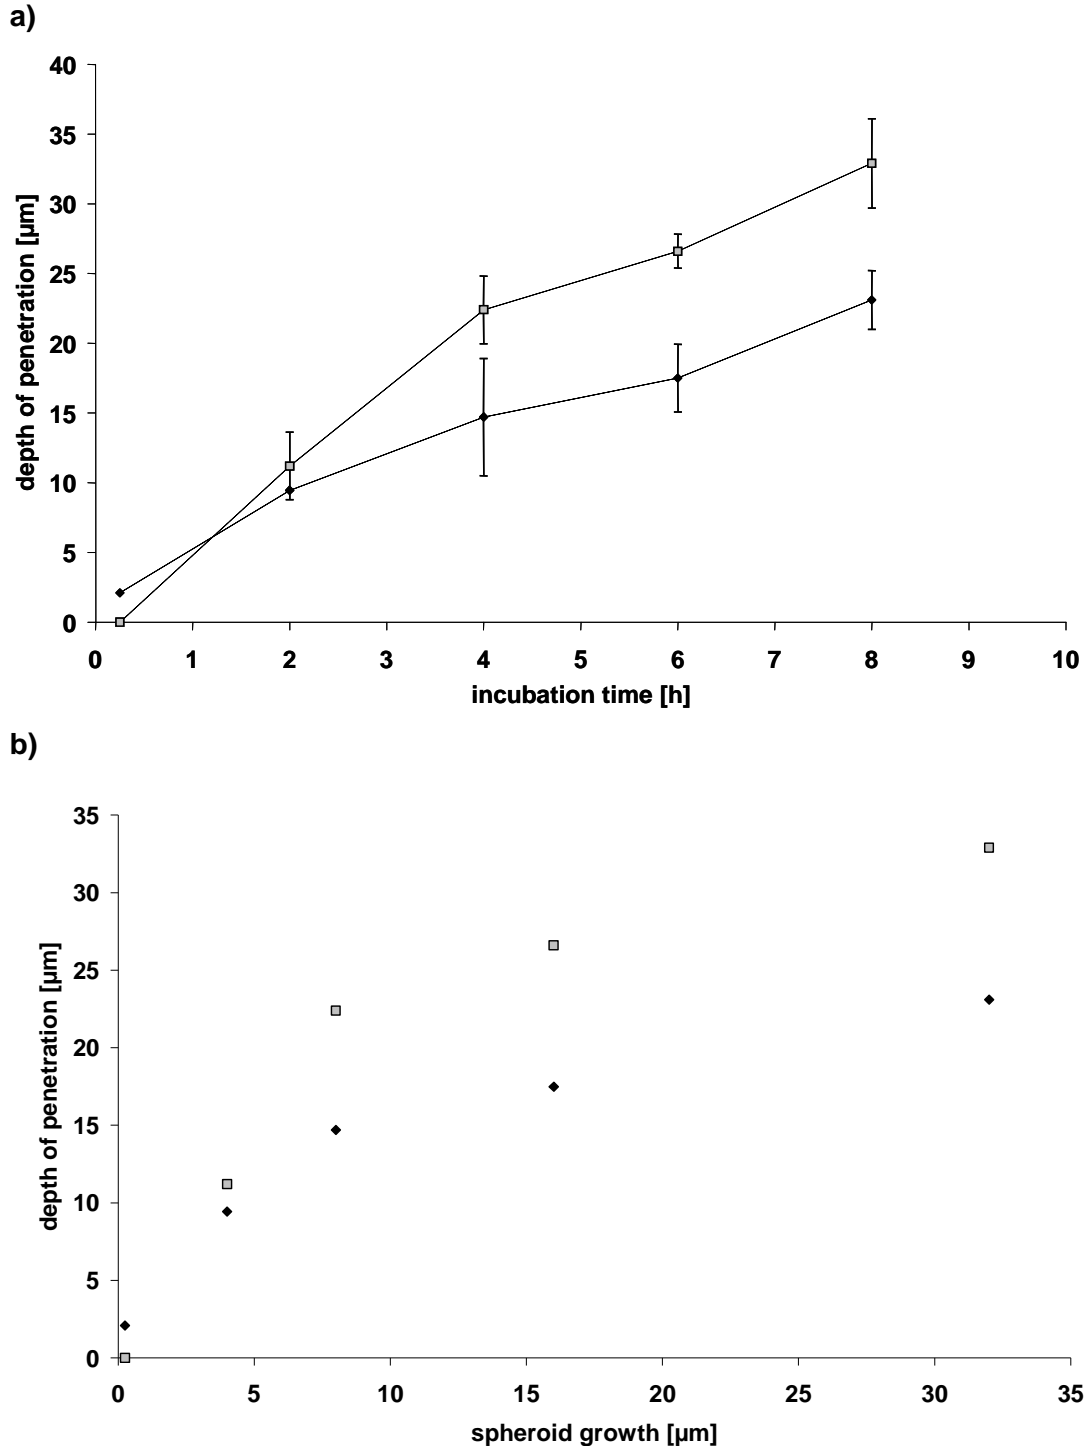 a)
40
35
30
25
20
15
10
5
0
depth of penetration [µm]
0 1 2 3 4 5 6 7 8 9 10
incubation time [h]
b)
35
30
25
20
15
10
5
0
depth of penetration [µm]
0 5 10 15 20 25 30 35
spheroid growth [µm]